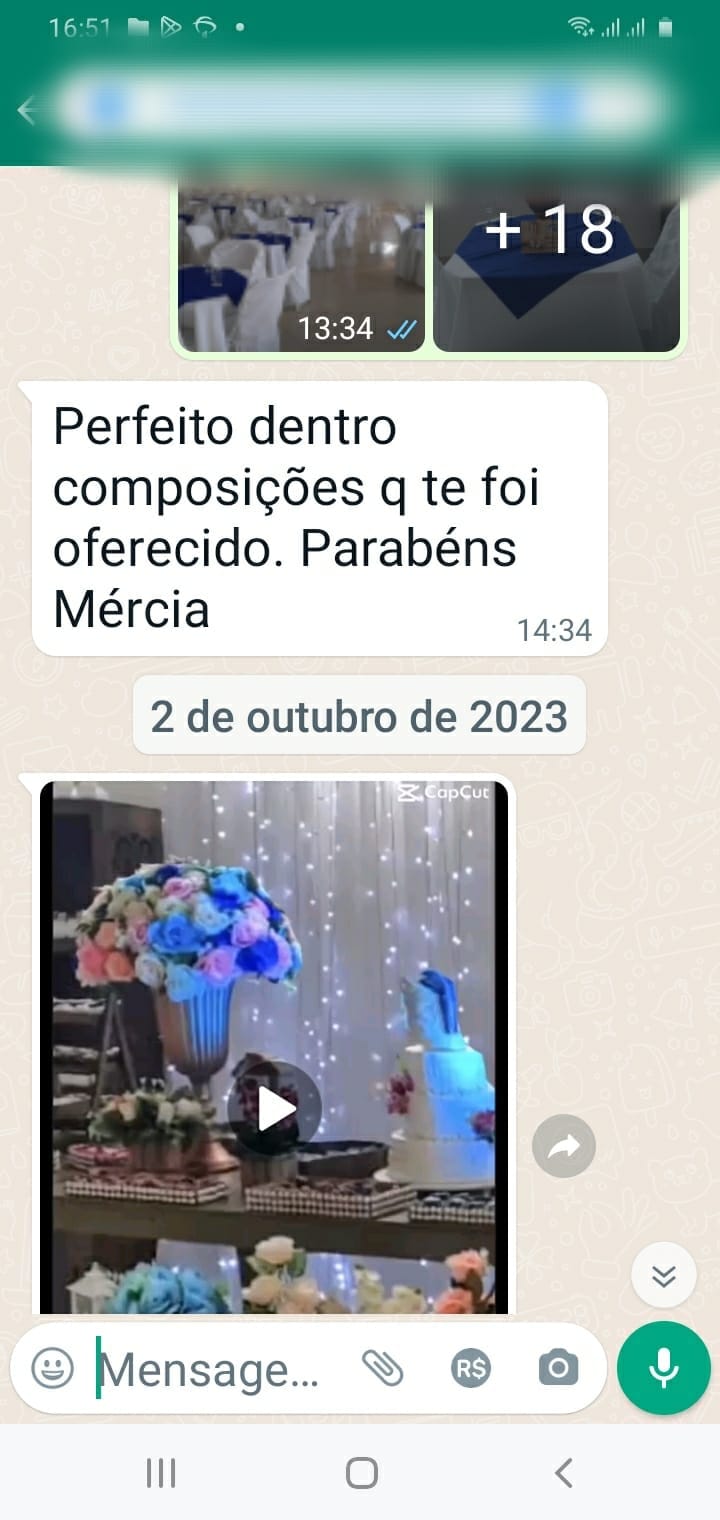 16:51
+ 18
13:34
Perfeito dentro
composições q te foi
oferecido. Parabéns
Mércia
14:34
2 de outubro de 2023
CapCut
Mensage...
R$